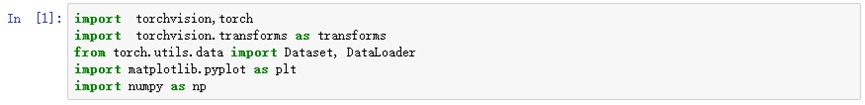 In [1]: import  torchvision,torch
import  torchvision.transforms as transforms
from torch.utils.data import Dataset, DataLoader
import matplotlib.pyplot as plt
import numpy as np